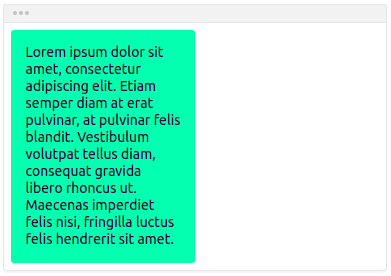 Lorem ipsum dolor sit
amet, consectetur
adipiscing elit. Etiam
semper diam at erat
pulvinar, at pulvinar felis
blandit. Vestibulum
volutpat tellus diam,
consequat gravida
libero rhoncus ut.
Maecenas imperdiet
felis nisi, fringilla luctus
felis hendrerit sit amet.